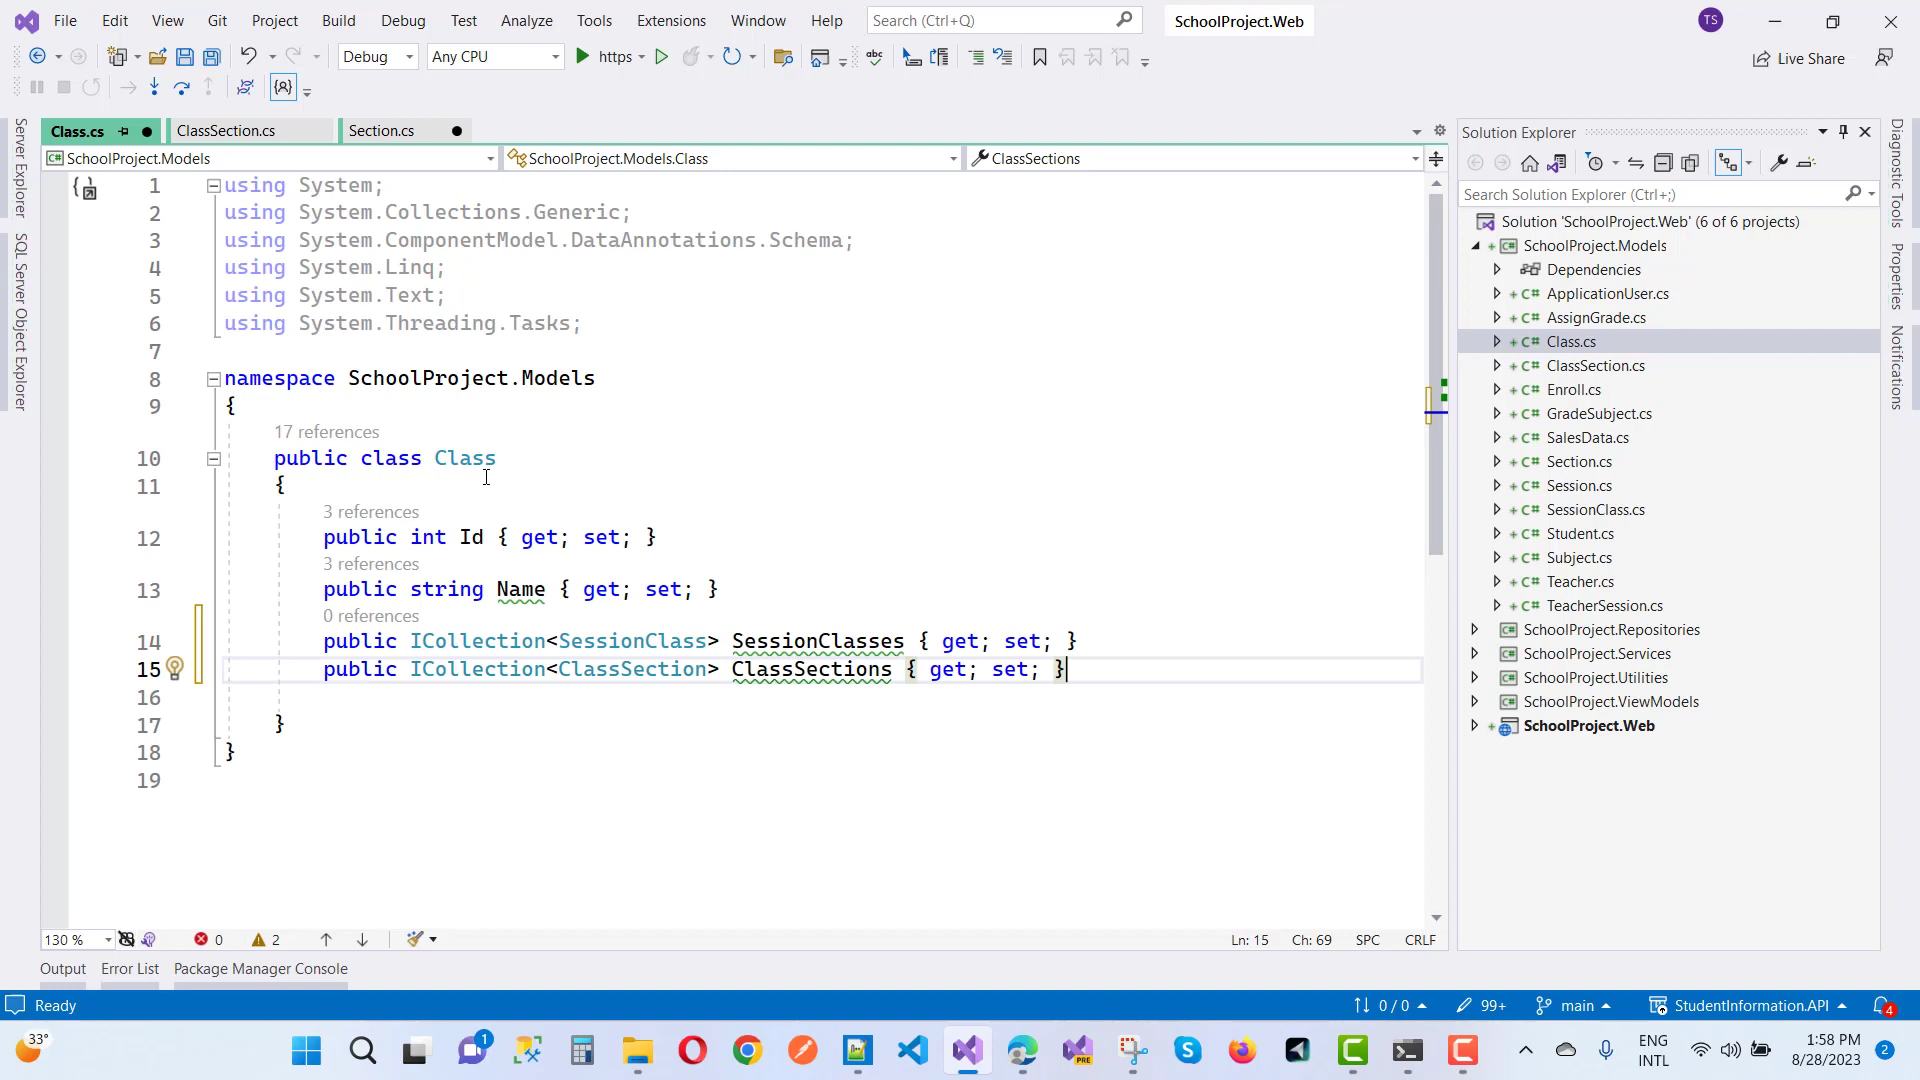 File Edit View Git Project Build Debug Test Analyze Tools Extensions Window Help Search (Ctrl+Q) SchoolProject.Web TS
Debug Any CPU https Live Share
Class.cs ClassSection.cs Section.cs
SchoolProject.Models SchoolProject.Models.Class ClassSections
1 using System;
2 using System.Collections.Generic;
3 using System.ComponentModel.DataAnnotations.Schema;
4 using System.Linq;
5 using System.Text;
6 using System.Threading.Tasks;
7
8 namespace SchoolProject.Models
9 {
17 references
10 public class Class
11 {
3 references
12 public int Id { get; set; }
3 references
13 public string Name { get; set; }
0 references
14 public ICollection<SessionClass> SessionClasses { get; set; }
15 public ICollection<ClassSection> ClassSections { get; set; }
16
17 }
18 }
19
130 % 0 2 Ln: 15 Ch: 69 SPC CRLF
Output Error List Package Manager Console
Server Explorer
SQL Server Object Explorer
Solution Explorer
Search Solution Explorer (Ctrl+;)
Solution 'SchoolProject.Web' (6 of 6 projects)
SchoolProject.Models
Dependencies
C# ApplicationUser.cs
C# AssignGrade.cs
C# Class.cs
C# ClassSection.cs
C# Enroll.cs
C# GradeSubject.cs
C# SalesData.cs
C# Section.cs
C# Session.cs
C# SessionClass.cs
C# Student.cs
C# Subject.cs
C# Teacher.cs
C# TeacherSession.cs
SchoolProject.Repositories
SchoolProject.Services
SchoolProject.Utilities
SchoolProject.ViewModels
SchoolProject.Web
Diagnostic Tools
Properties
Notifications
Ready 0 / 0 99+ main StudentInformation.API 4
33° 1 PRE ENG INTL 1:58 PM 8/28/2023 2